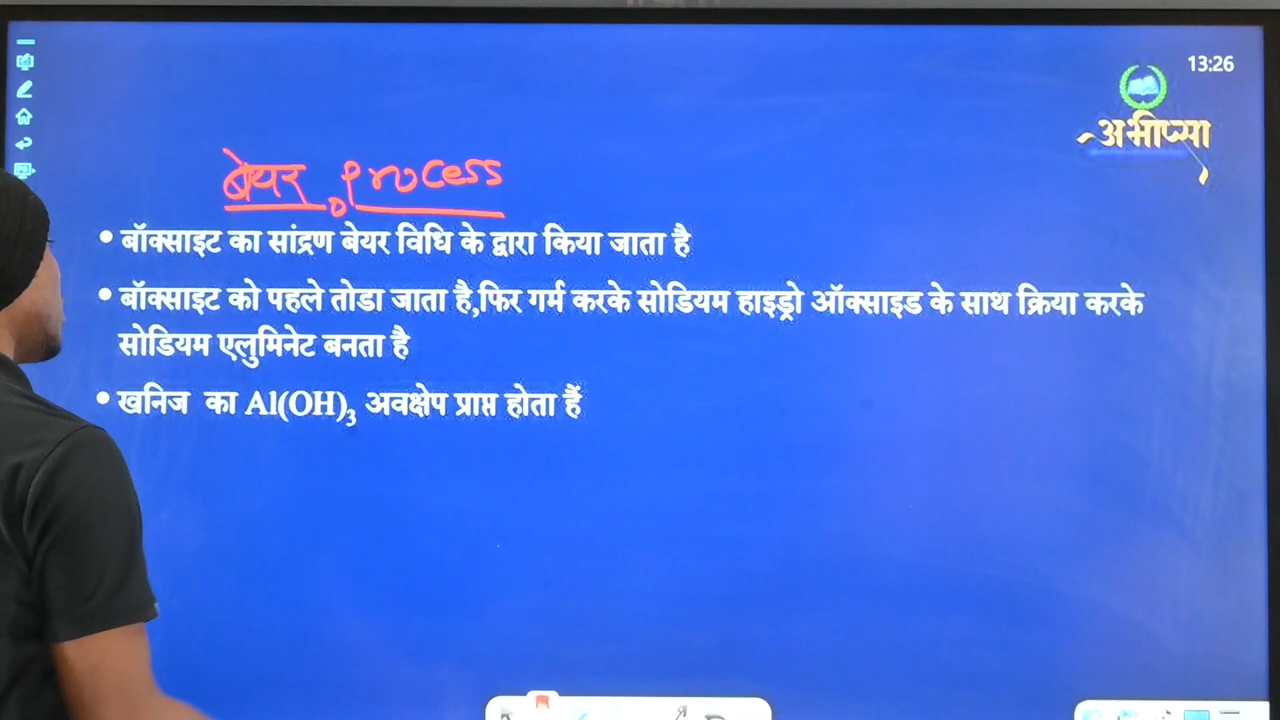 13:26
अभीप्सा
बेयर process
• बॉक्साइट का सांद्रण बेयर विधि के द्वारा किया जाता है
• बॉक्साइट को पहले तोडा जाता है,फिर गर्म करके सोडियम हाइड्रो ऑक्साइड के साथ क्रिया करके
सोडियम एलुमिनेट बनता है
• खनिज का Al(OH)₃ अवक्षेप प्राप्त होता हैं